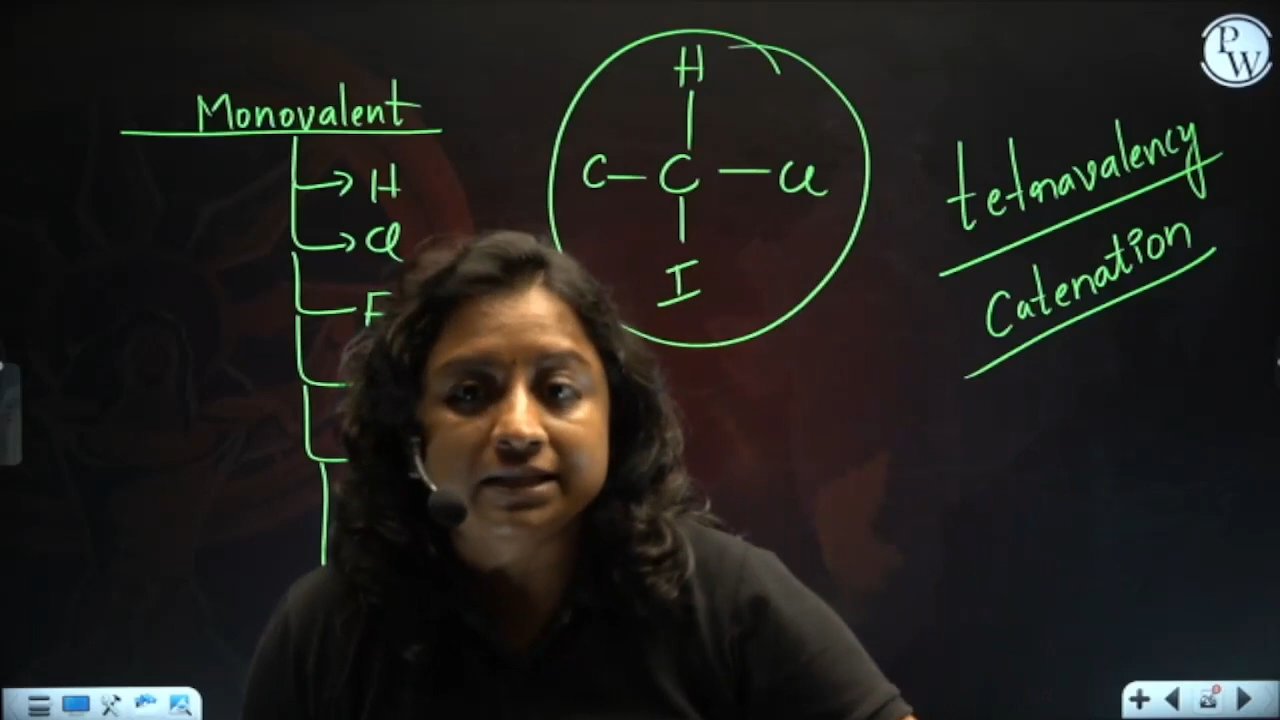 Monovalent
H
Cl
F
H
C - C - Cl
I
tetravalency
Catenation
PW